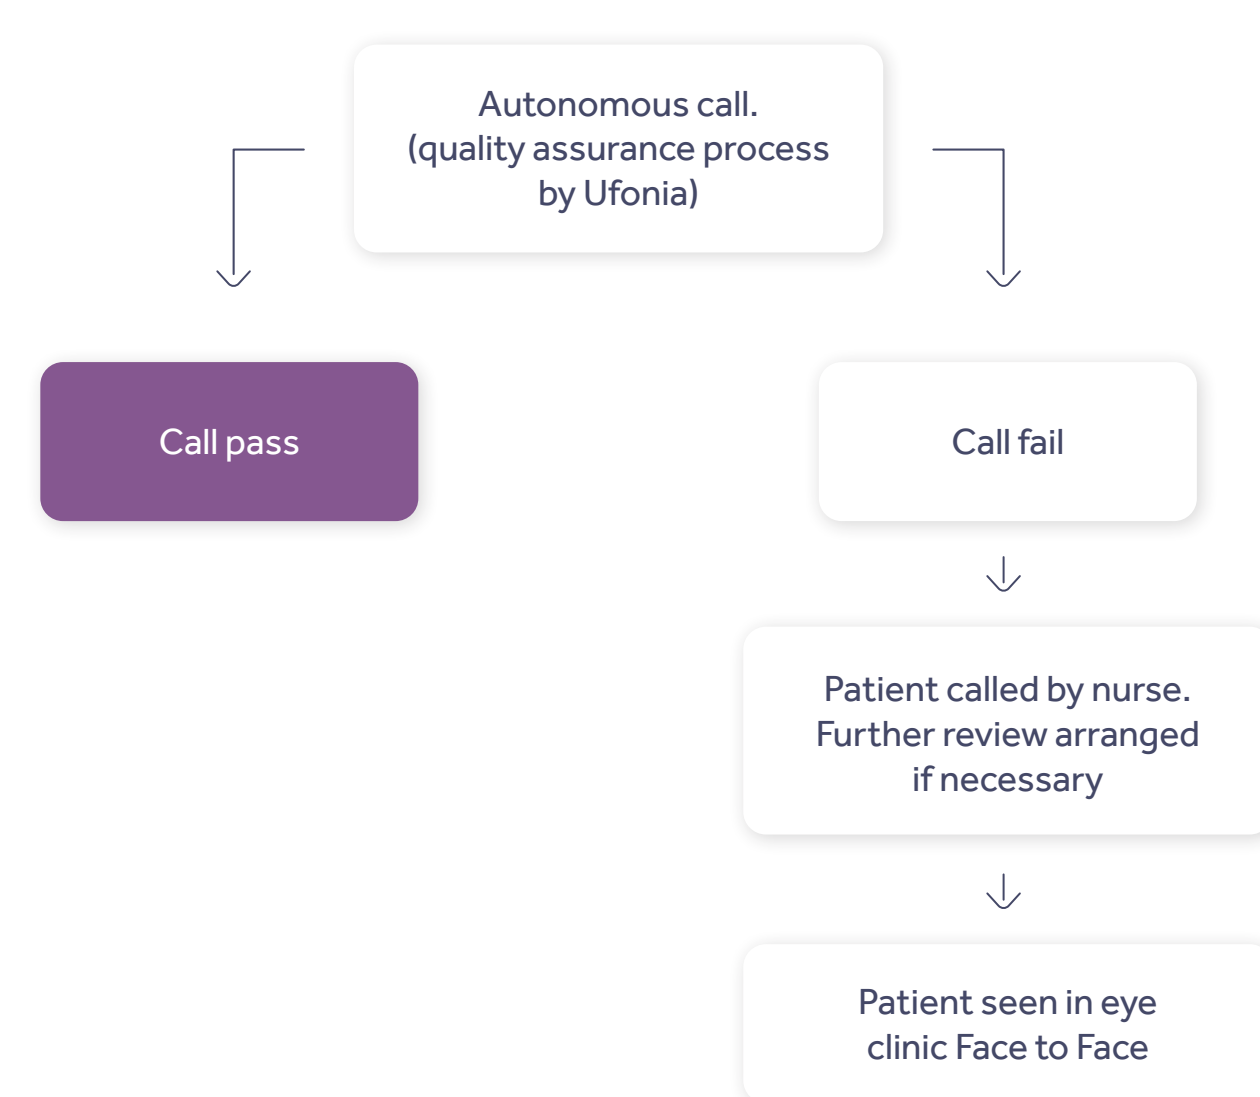 Autonomous call.
(quality assurance process
by Ufonia)
Call pass
Call fail
Patient called by nurse.
Further review arranged
if necessary
Patient seen in eye
clinic Face to Face